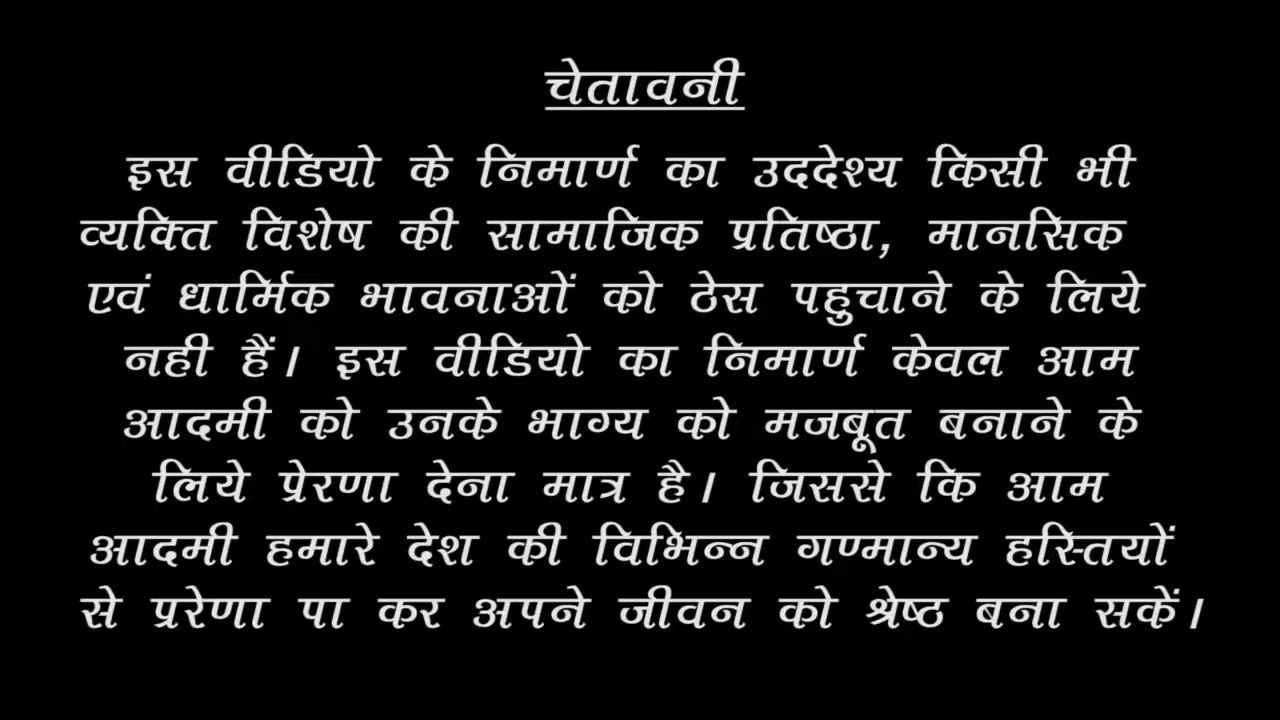 चेतावनी
इस वीडियो के निमार्ण का उददेश्य किसी भी
व्यक्ति विशेष की सामाजिक प्रतिष्ठा, मानसिक
एवं धार्मिक भावनाओं को ठेस पहुचाने के लिये
नही हैं। इस वीडियो का निमार्ण केवल आम
आदमी को उनके भाग्य को मजबूत बनाने के
लिये प्रेरणा देना मात्र है। जिससे कि आम
आदमी हमारे देश की विभिन्न गण्मान्य हस्तियों
से प्ररेणा पा कर अपने जीवन को श्रेष्ठ बना सकें।